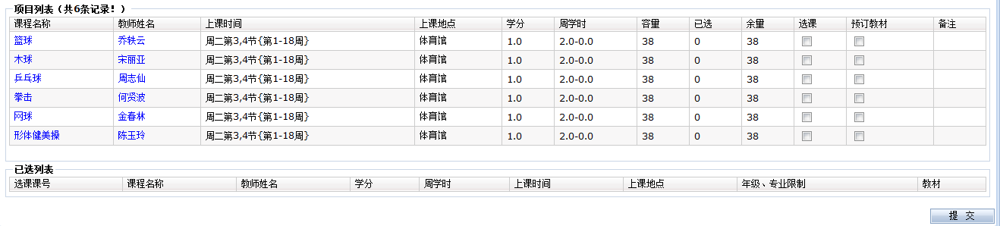 项目列表（共6条记录！）
课程名称 教师姓名 上课时间 上课地点 学分 周学时 容量 已选 余量 选课 预订教材 备注
篮球 乔轶云 周二第3,4节{第1-18周} 体育馆 1.0 2.0-0.0 38 0 38
木球 宋丽亚 周二第3,4节{第1-18周} 体育馆 1.0 2.0-0.0 38 0 38
乒乓球 周志仙 周二第3,4节{第1-18周} 体育馆 1.0 2.0-0.0 38 0 38
拳击 何贤波 周二第3,4节{第1-18周} 体育馆 1.0 2.0-0.0 38 0 38
网球 金春林 周二第3,4节{第1-18周} 体育馆 1.0 2.0-0.0 38 0 38
形体健美操 陈玉玲 周二第3,4节{第1-18周} 体育馆 1.0 2.0-0.0 38 0 38
已选列表
选课课号 课程名称 教师姓名 学分 周学时 上课时间 上课地点 年级、专业限制 教材
提 交